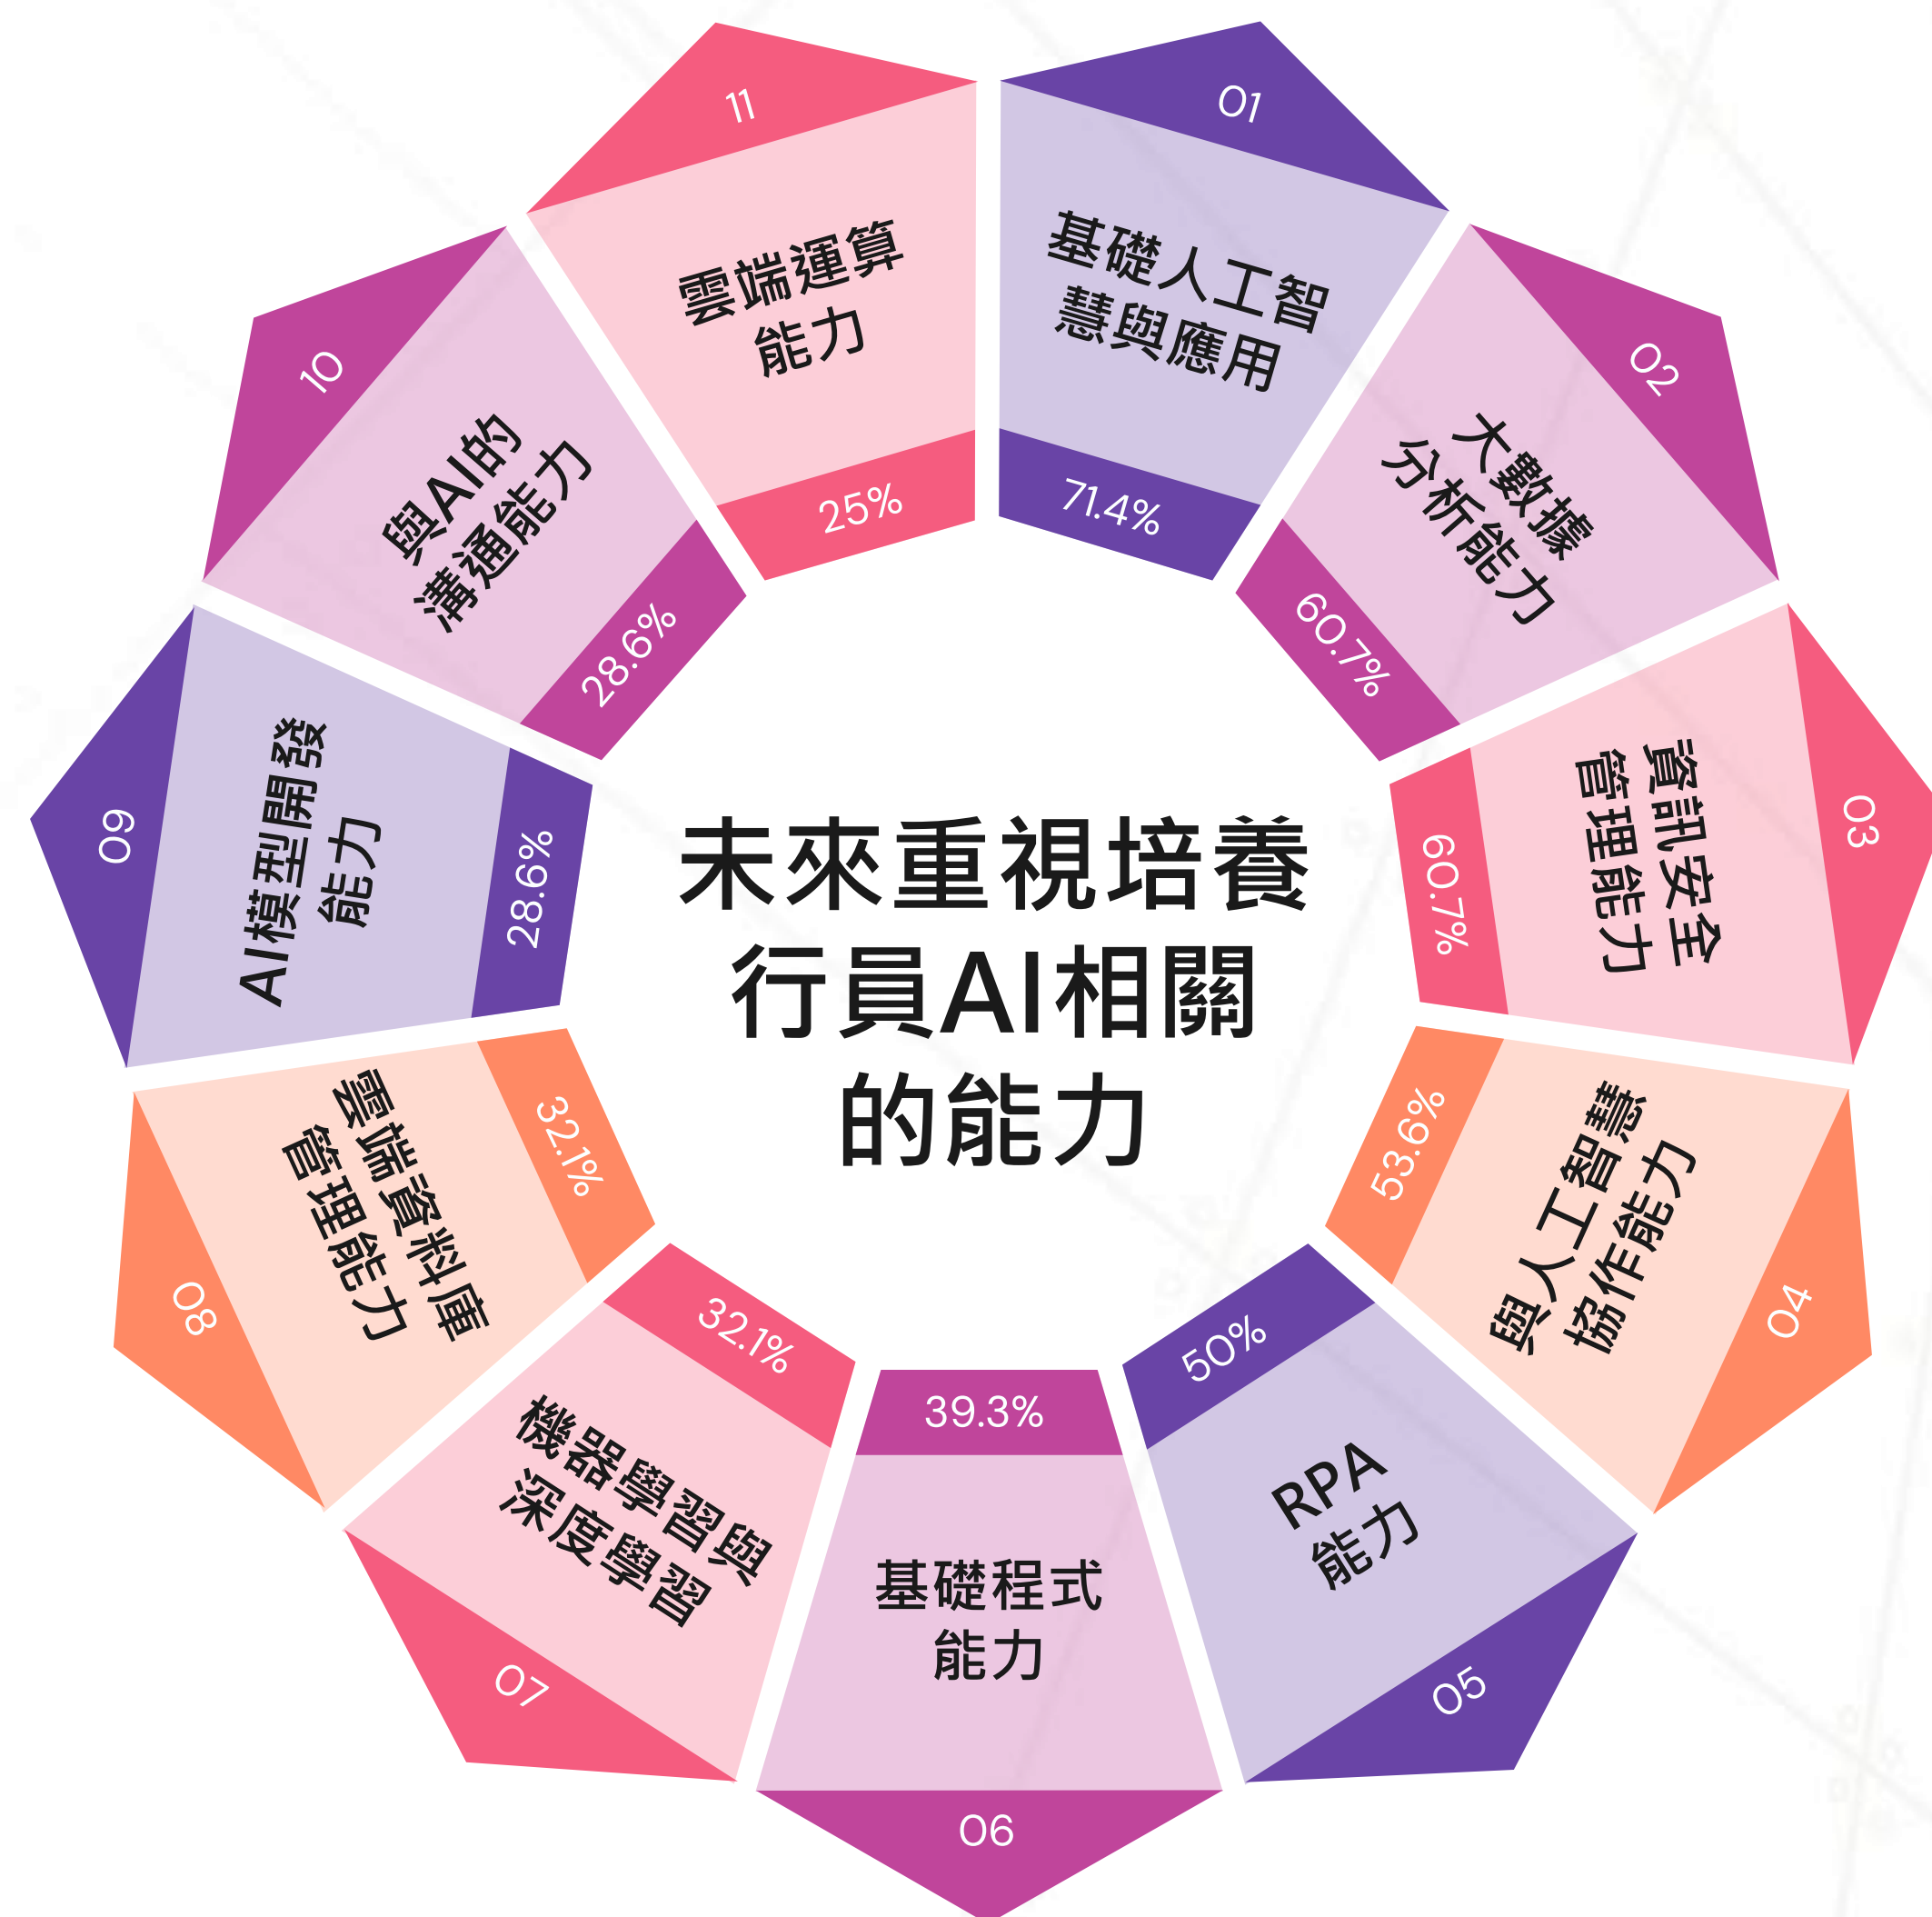 未來重視培養
行員AI相關
的能力
01
基礎人工智
慧與應用
71.4%
02
大數據
分析能力
60.7%
03
資訊安全
管理能力
60.7%
04
與人工智慧
協作能力
53.6%
05
RPA
能力
50%
06
基礎程式
能力
39.3%
07
機器學習與
深度學習
32.1%
08
雲端資料庫
管理能力
32.1%
09
AI模型開發
能力
28.6%
10
與AI的
溝通能力
28.6%
11
雲端運算
能力
25%